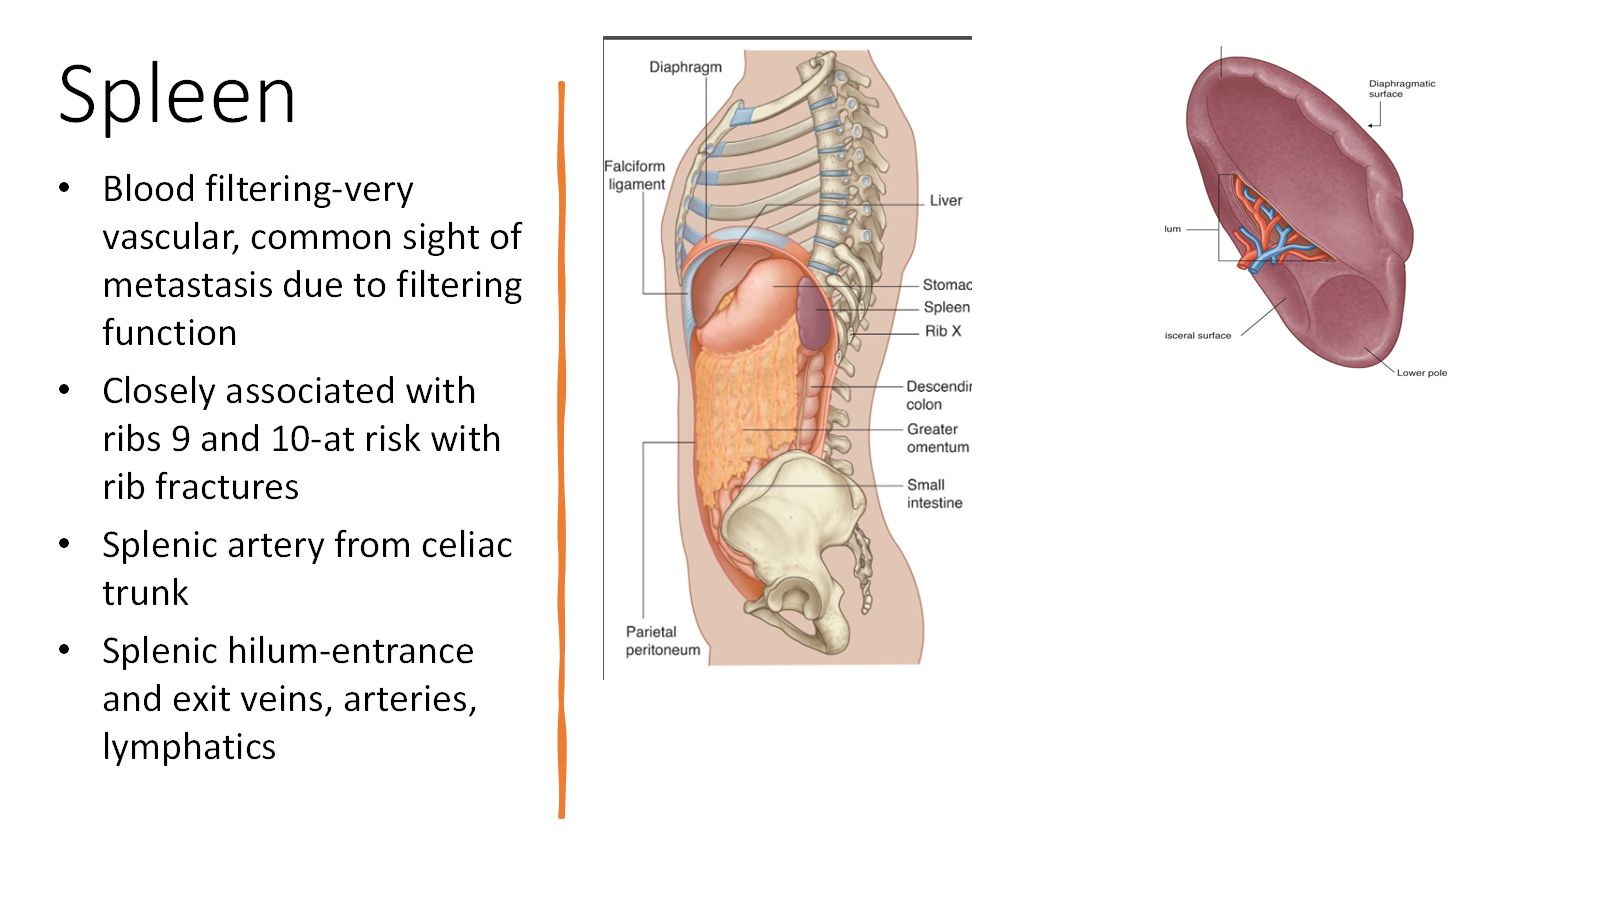 Spleen
• Blood filtering-very
vascular, common sight of
metastasis due to filtering
function
• Closely associated with
ribs 9 and 10-at risk with
rib fractures
• Splenic artery from celiac
trunk
• Splenic hilum-entrance
and exit veins, arteries,
lymphatics
Diaphragm
Falciform
ligament
Liver
Stomac
Spleen
Rib X
Descendin
colon
Greater
omentum
Small
intestine
Parietal
peritoneum
Diaphragmatic
surface
lum
isceral surface
Lower pole